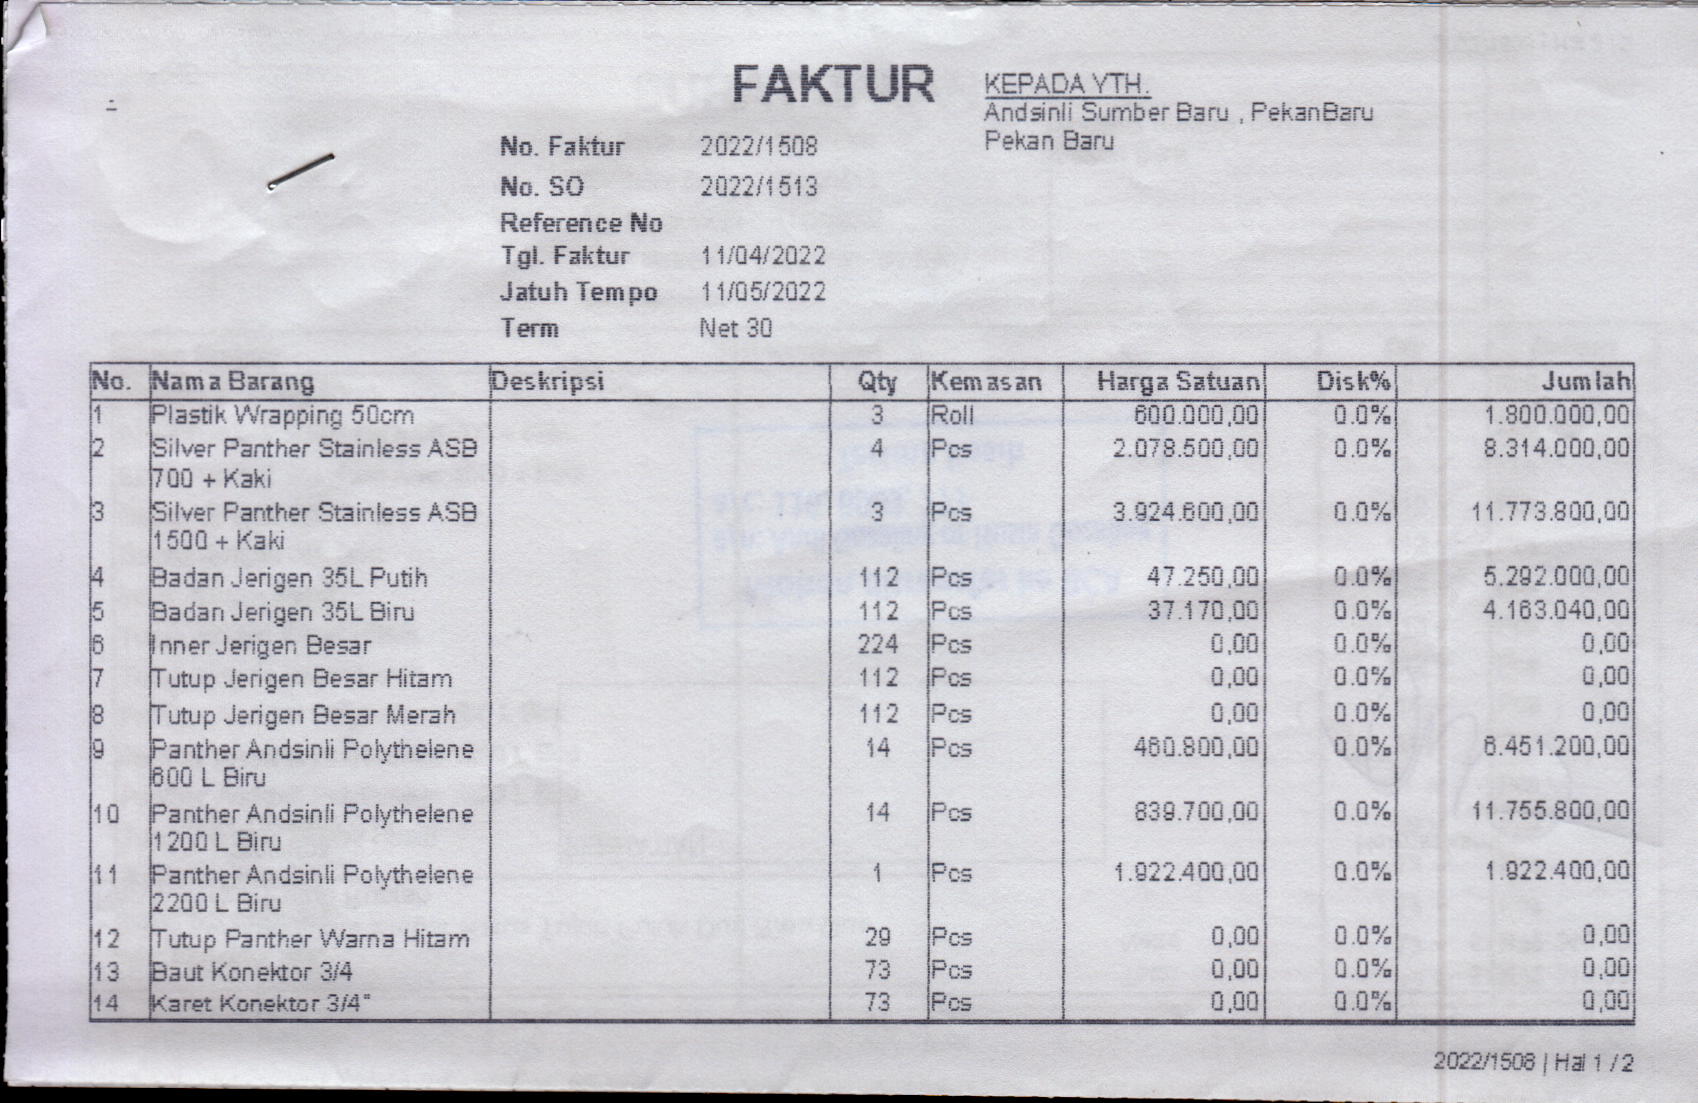 FAKTUR
KEPADA YTH.
Andsinli Sumber Baru , PekanBaru
Pekan Baru
No. Faktur 2022/1508
No. SO 2022/1513
Reference No
Tgl. Faktur 11/04/2022
Jatuh Tempo 11/05/2022
Term Net 30
No. Nama Barang Deskripsi Qty Kemasan Harga Satuan Disk% Jumlah
1 Plastik Wrapping 50cm 3 Roll 600.000,00 0.0% 1.800.000,00
2 Silver Panther Stainless ASB 4 Pcs 2.078.500,00 0.0% 8.314.000,00
700 + Kaki
3 Silver Panther Stainless ASB 3 Pcs 3.924.600,00 0.0% 11.773.800,00
1500 + Kaki
4 Badan Jerigen 35L Putih 112 Pcs 47.250,00 0.0% 5.292.000,00
5 Badan Jerigen 35L Biru 112 Pcs 37.170,00 0.0% 4.163.040,00
6 Inner Jerigen Besar 224 Pcs 0,00 0.0% 0,00
7 Tutup Jerigen Besar Hitam 112 Pcs 0,00 0.0% 0,00
8 Tutup Jerigen Besar Merah 112 Pcs 0,00 0.0% 0,00
9 Panther Andsinli Polythelene 14 Pcs 460.800,00 0.0% 6.451.200,00
600 L Biru
10 Panther Andsinli Polythelene 14 Pcs 839.700,00 0.0% 11.755.800,00
1200 L Biru
11 Panther Andsinli Polythelene 1 Pcs 1.922.400,00 0.0% 1.922.400,00
2200 L Biru
12 Tutup Panther Warna Hitam 29 Pcs 0,00 0.0% 0,00
13 Baut Konektor 3/4 73 Pcs 0,00 0.0% 0,00
14 Karet Konektor 3/4" 73 Pcs 0,00 0.0% 0,00
2022/1508 | Hal 1 / 2